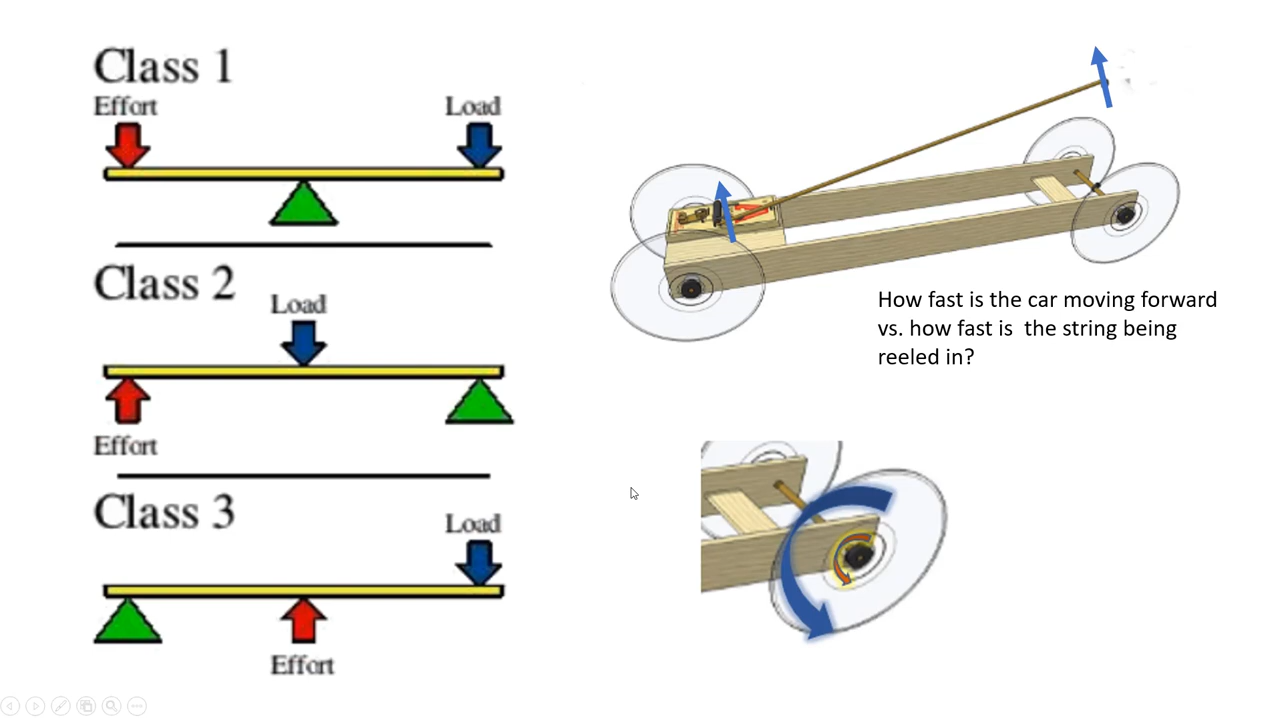 Class 1
Effort
Load
Class 2
Load
Effort
Class 3
Load
Effort
How fast is the car moving forward
vs. how fast is  the string being
reeled in?